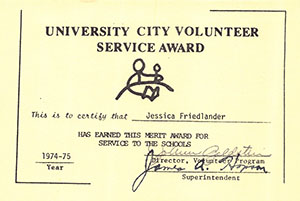 UNIVERSITY CITY VOLUNTEER
SERVICE AWARD
This is to certify that Jessica Friedlander
HAS EARNED THIS MERIT AWARD FOR
SERVICE TO THE SCHOOLS
1974-75
Year
Director, Volunteer Program
James A.
Superintendent